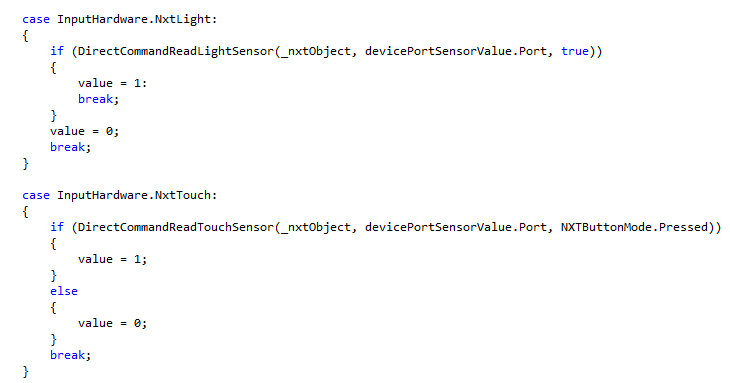 case InputHardware.NxtLight:
{
    if (DirectCommandReadLightSensor(_nxtObject, devicePortSensorValue.Port, true))
    {
        value = 1:
        break;
    }
    value = 0;
    break;
}

case InputHardware.NxtTouch:
{
    if (DirectCommandReadTouchSensor(_nxtObject, devicePortSensorValue.Port, NXTButtonMode.Pressed))
    {
        value = 1;
    }
    else
    {
        value = 0;
    }
    break;
}